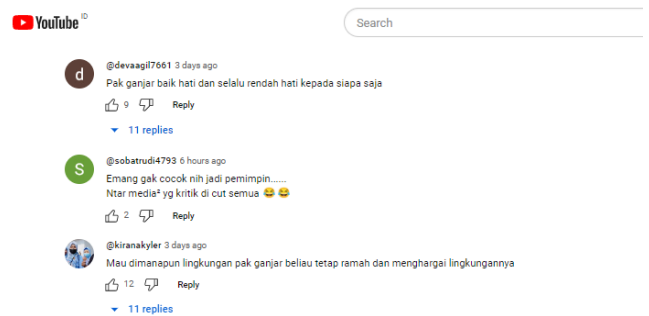 YouTube ID
Search
d
@devaagil7661 3 days ago
Pak ganjar baik hati dan selalu rendah hati kepada siapa saja
9 Reply
11 replies
S
@sobatrudi4793 6 hours ago
Emang gak cocok nih jadi pemimpin......
Ntar media² yg kritik di cut semua 😂 😂
2 Reply
@kiranakyler 3 days ago
Mau dimanapun lingkungan pak ganjar beliau tetap ramah dan menghargai lingkungannya
12 Reply
11 replies